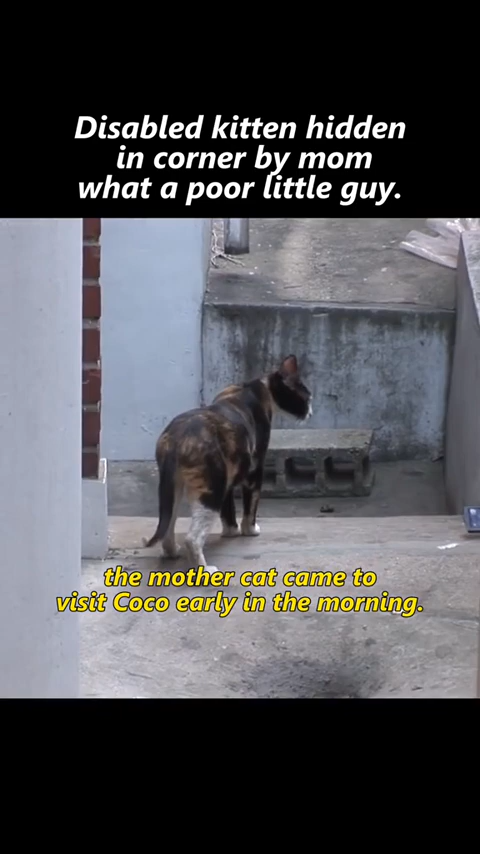 Disabled kitten hidden
in corner by mom
what a poor little guy.
the mother cat came to
visit Coco early in the morning.